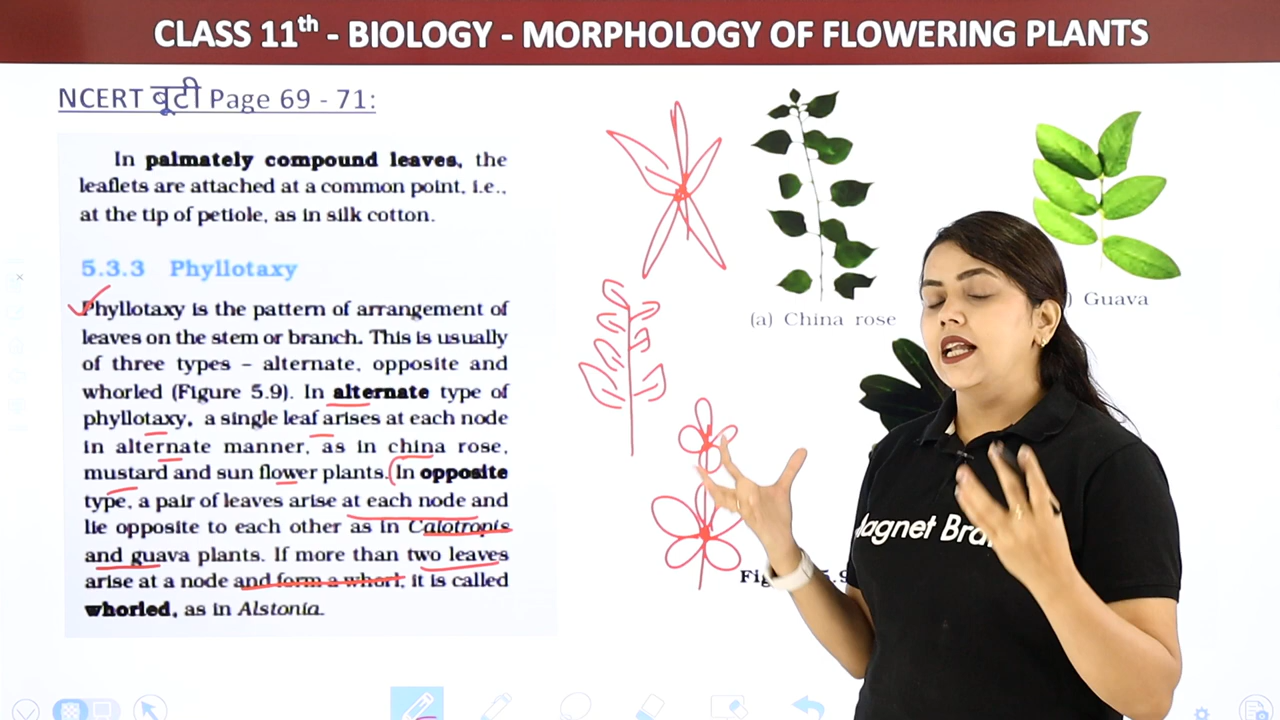 CLASS 11th - BIOLOGY - MORPHOLOGY OF FLOWERING PLANTS
NCERT बूटी Page 69 - 71:
In palmately compound leaves, the
leaflets are attached at a common point, i.e.,
at the tip of petiole, as in silk cotton.
5.3.3 Phyllotaxy
Phyllotaxy is the pattern of arrangement of
leaves on the stem or branch. This is usually
of three types – alternate, opposite and
whorled (Figure 5.9). In alternate type of
phyllotaxy, a single leaf arises at each node
in alternate manner, as in china rose,
mustard and sun flower plants. In opposite
type, a pair of leaves arise at each node and
lie opposite to each other as in Calotropis
and guava plants. If more than two leaves
arise at a node and form a whorl, it is called
whorled, as in Alstonia.
(a) China rose
) Guava
5.9
Magnet